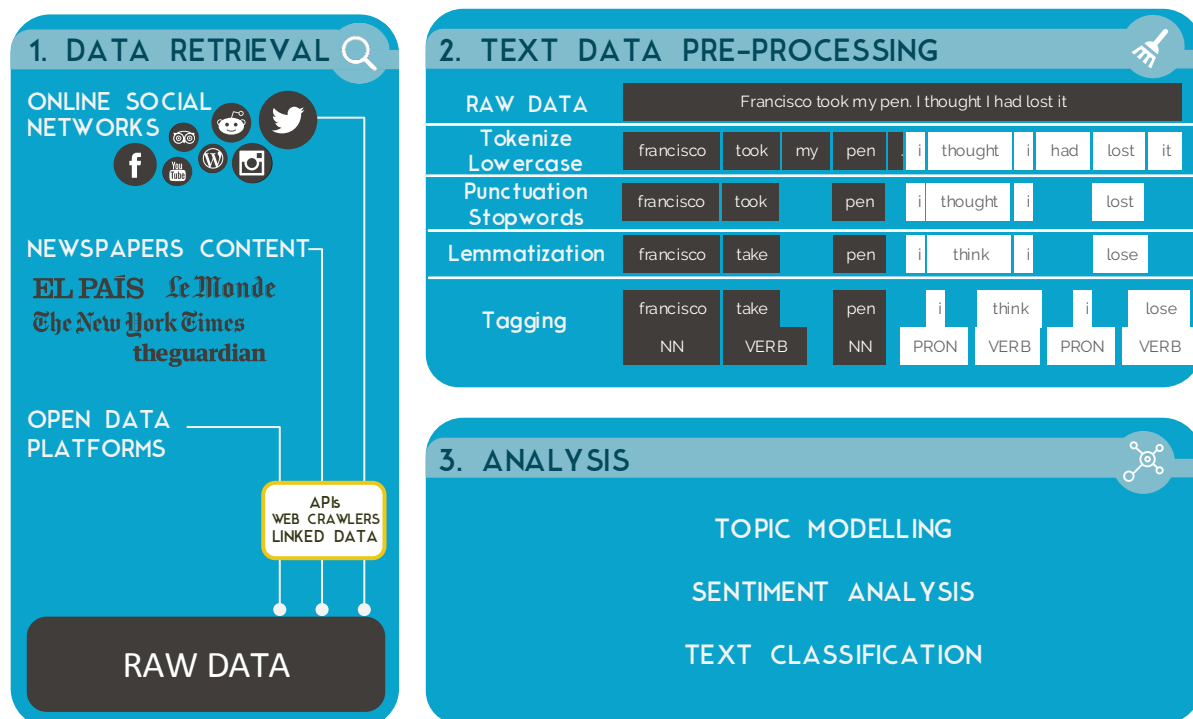 1. DATA RETRIEVAL
ONLINE SOCIAL
NETWORKS
f
You
Tube
W
NEWSPAPERS CONTENT
EL PAÍS Le Monde
The New York Times
theguardian
OPEN DATA
PLATFORMS
APIs
WEB CRAWLERS
LINKED DATA
RAW DATA
2. TEXT DATA PRE-PROCESSING
RAW DATA Francisco took my pen. I thought I had lost it
Tokenize
Lowercase
francisco took my pen . i thought i had lost it
Punctuation
Stopwords
francisco took pen i thought i lost
Lemmatization francisco take pen i think i lose
Tagging
francisco take pen i think i lose
NN VERB NN PRON VERB PRON VERB
3. ANALYSIS
TOPIC MODELLING
SENTIMENT ANALYSIS
TEXT CLASSIFICATION